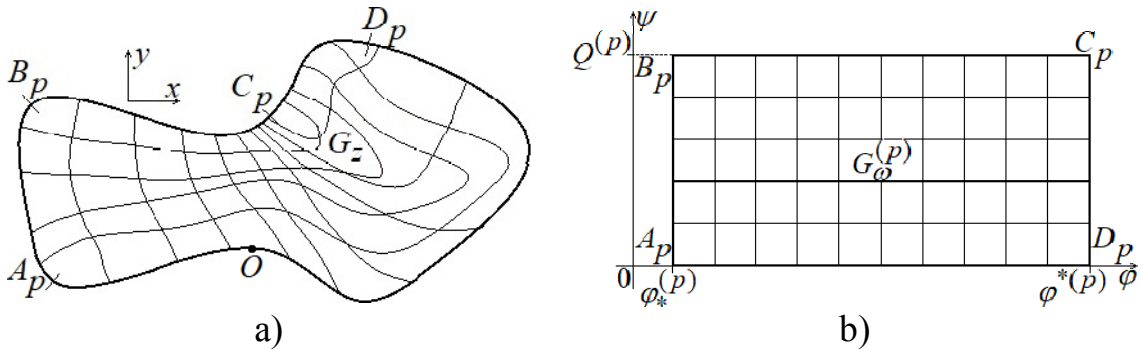 D_p
B_p
y
x
C_p
G_z
A_p
O
a)
ψ
Q^(p)
B_p
C_p
G_ω^(p)
A_p
D_p
0
φ_*^(p)
φ^*(p)
φ
b)